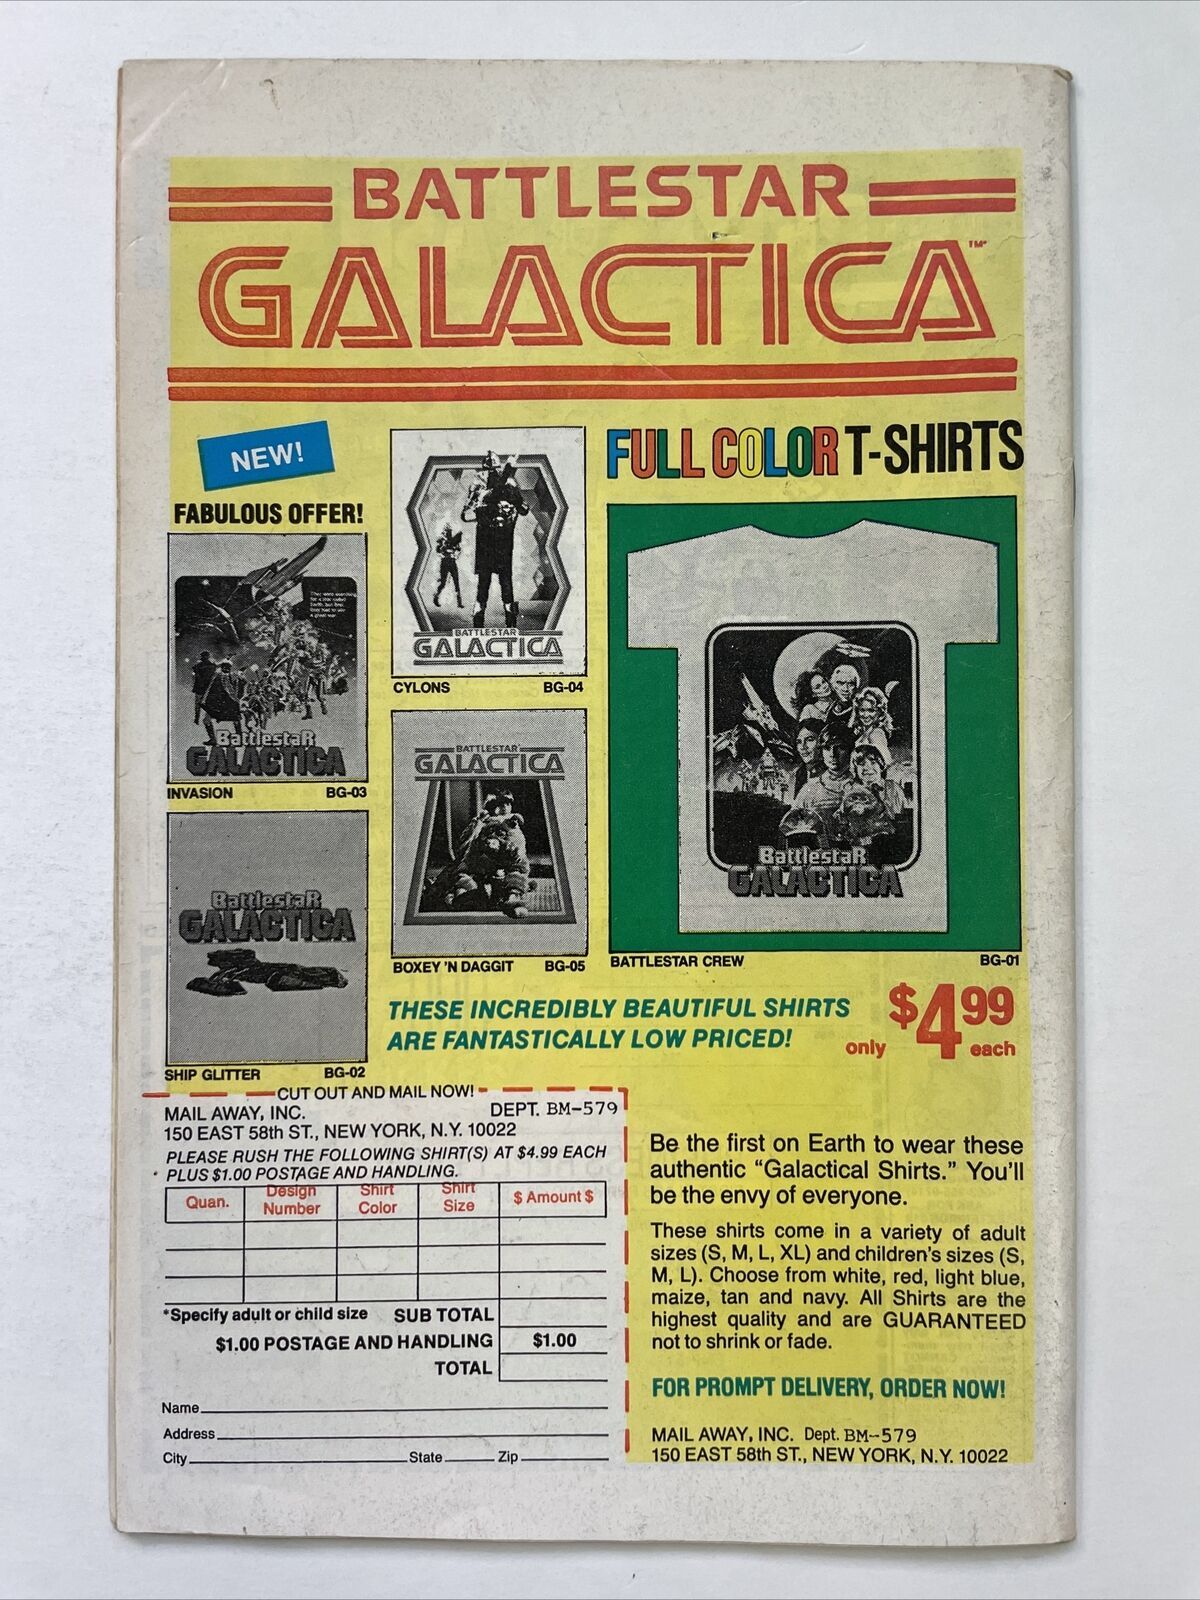 BATTLESTAR
GALACTICA™
NEW!
FABULOUS OFFER!
FULL COLOR T-SHIRTS
BattlestaR
GALACTICA
INVASION BG-03
BATTLESTAR
GALACTICA
CYLONS BG-04
BattlestaR
GALACTICA
SHIP GLITTER BG-02
BATTLESTAR
GALACTICA
BOXEY 'N DAGGIT BG-05
BattlestaR
GALACTICA
BATTLESTAR CREW BG-01
THESE INCREDIBLY BEAUTIFUL SHIRTS
ARE FANTASTICALLY LOW PRICED!
only $4.99 each
CUT OUT AND MAIL NOW!
MAIL AWAY, INC. DEPT. BM-579
150 EAST 58th ST., NEW YORK, N.Y. 10022
PLEASE RUSH THE FOLLOWING SHIRT(S) AT $4.99 EACH
PLUS $1.00 POSTAGE AND HANDLING.
Quan. Design Number Shirt Color Shirt Size $ Amount $
*Specify adult or child size SUB TOTAL
$1.00 POSTAGE AND HANDLING $1.00
TOTAL
Name
Address
City State Zip
Be the first on Earth to wear these
authentic “Galactical Shirts.” You'll
be the envy of everyone.
These shirts come in a variety of adult
sizes (S, M, L, XL) and children's sizes (S,
M, L). Choose from white, red, light blue,
maize, tan and navy. All Shirts are the
highest quality and are GUARANTEED
not to shrink or fade.
FOR PROMPT DELIVERY, ORDER NOW!
MAIL AWAY, INC. Dept. BM-579
150 EAST 58th ST., NEW YORK, N.Y. 10022